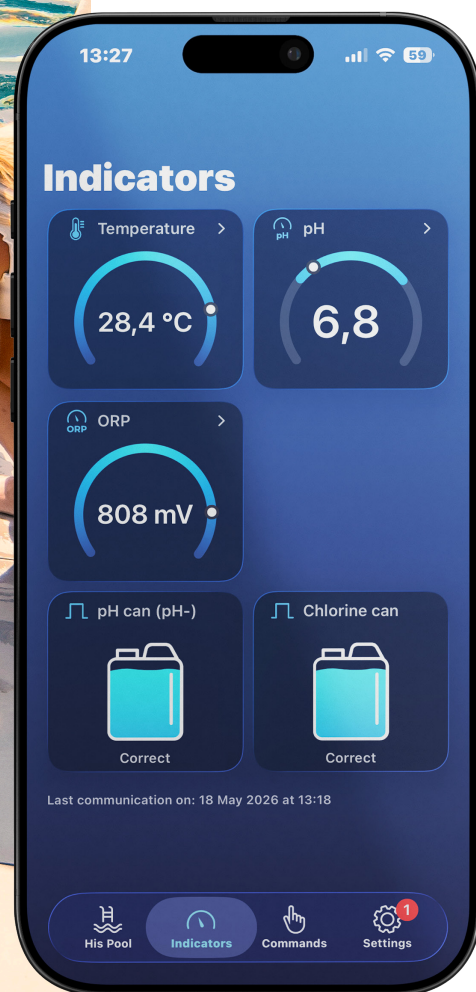 13:27
59
Indicators
Temperature
pH
pH
28,4 °C
6,8
ORP
ORP
808 mV
pH can (pH-)
Chlorine can
Correct
Correct
Last communication on: 18 May 2026 at 13:18
1
His Pool
Indicators
Commands
Settings